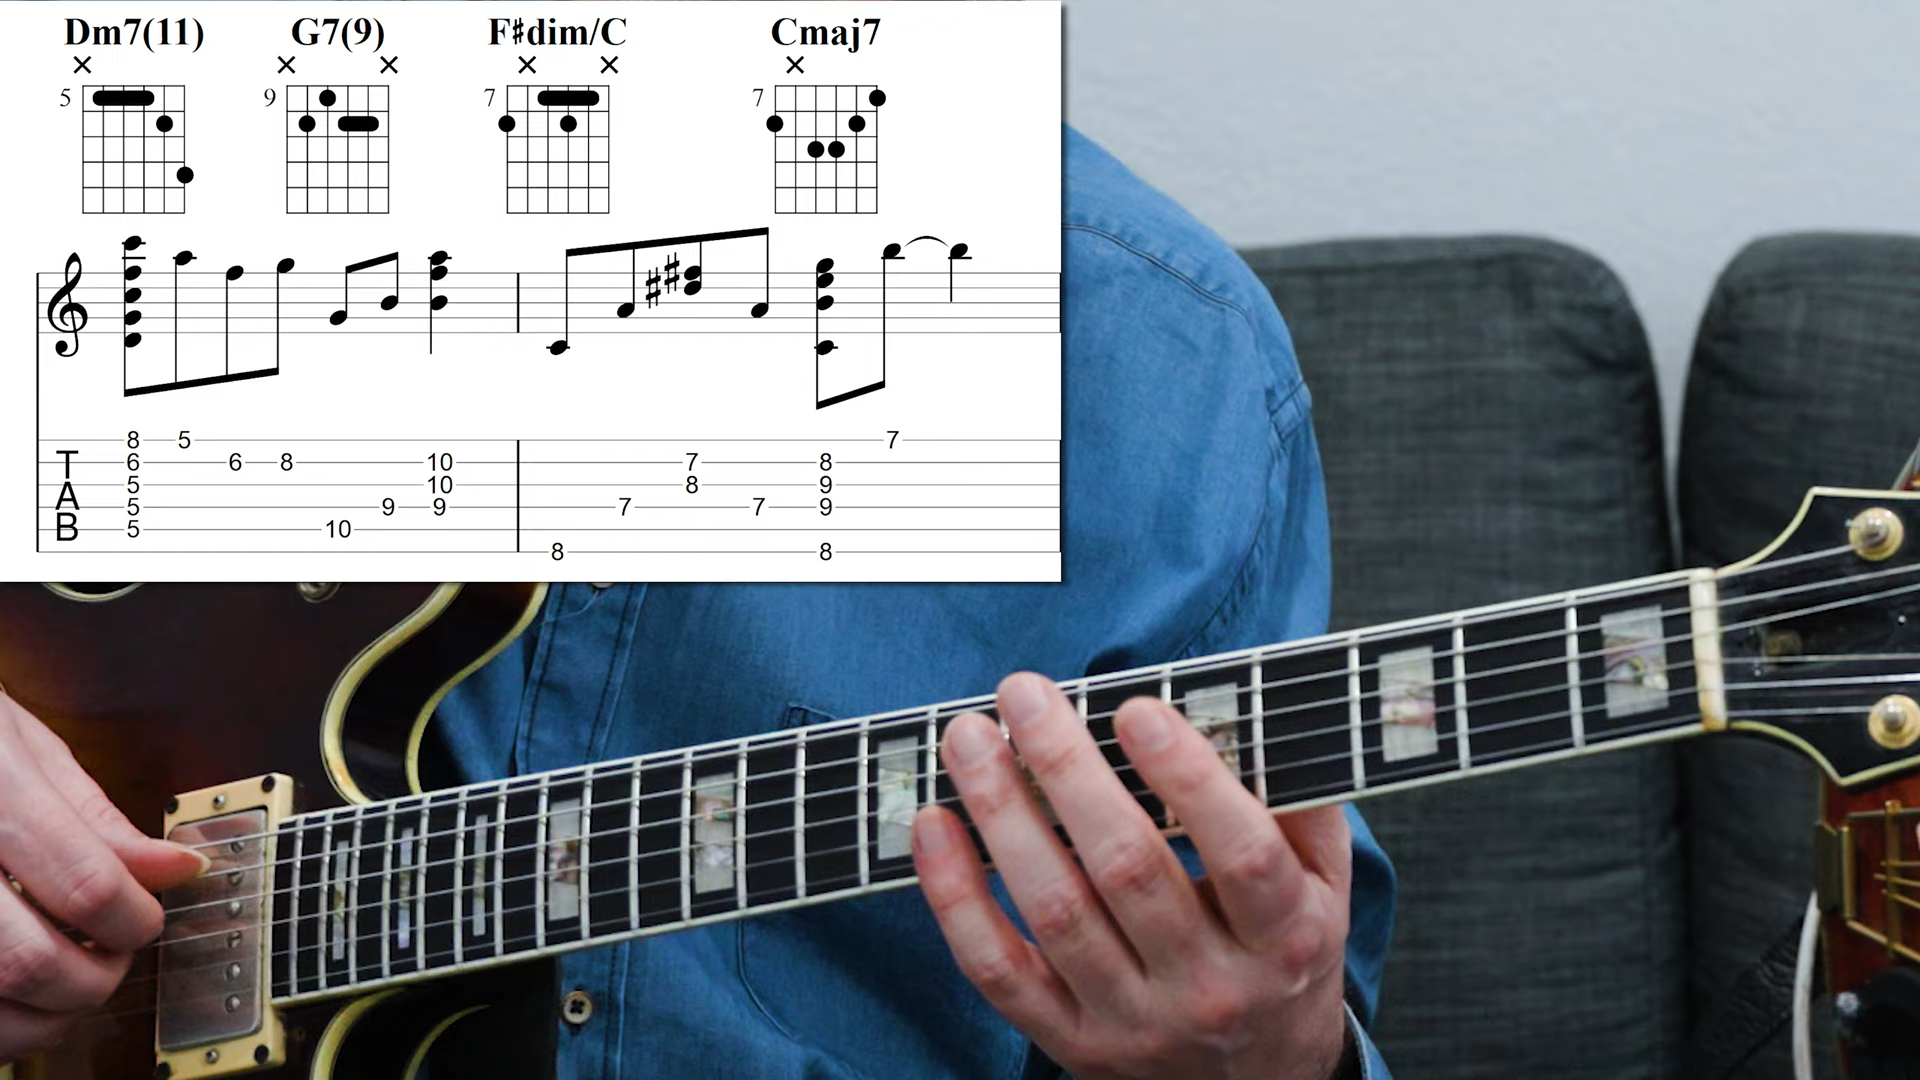 Dm7(11) G7(9) F♯dim/C Cmaj7
× × × × × ×
5 9 7 7
8 5 7
T 6 6 8 10 7 8
5 10 8 9
A 5 9 9 7 7 9
B 5 10
8 8